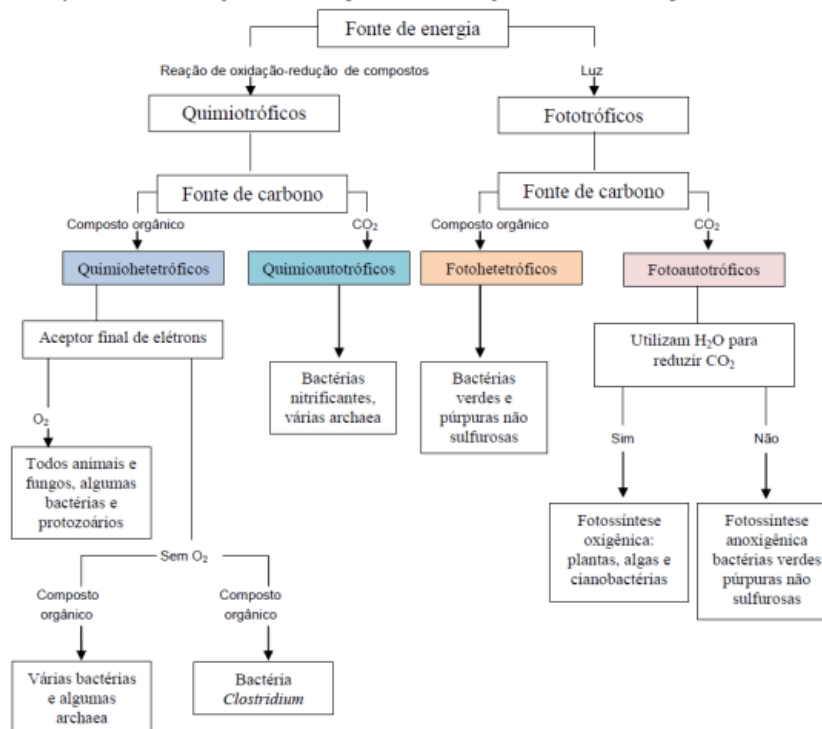 Fonte de energia
Reação de oxidação-redução de compostos
Luz
Quimiotróficos
Fototróficos
Fonte de carbono
Fonte de carbono
Composto orgânico
CO₂
Composto orgânico
CO₂
Quimiohetetróficos
Quimioautotróficos
Fotohetetróficos
Fotoautotróficos
Aceptor final de elétrons
Utilizam H₂O para
reduzir CO₂
Bactérias
nitrificantes,
várias archaea
Bactérias
verdes e
púrpuras não
sulfurosas
O₂
Sim
Não
Todos animais e
fungos, algumas
bactérias e
protozoários
Fotossíntese
oxigênica:
plantas, algas e
cianobactérias
Fotossíntese
anoxigênica
bactérias verdes
púrpuras não
sulfurosas
Sem O₂
Composto
orgânico
Composto
orgânico
Várias bactérias
e algumas
archaea
Bactéria
Clostridium